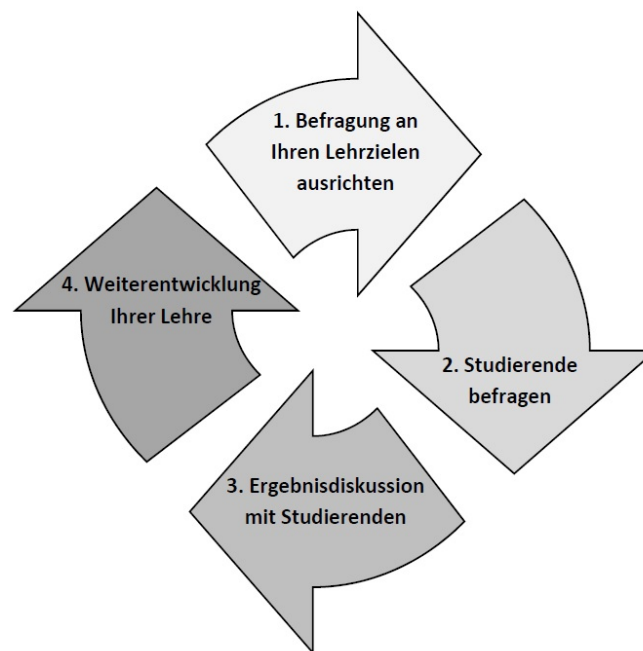 1. Befragung an
Ihren Lehrzielen
ausrichten
2. Studierende
befragen
3. Ergebnisdiskussion
mit Studierenden
4. Weiterentwicklung
Ihrer Lehre